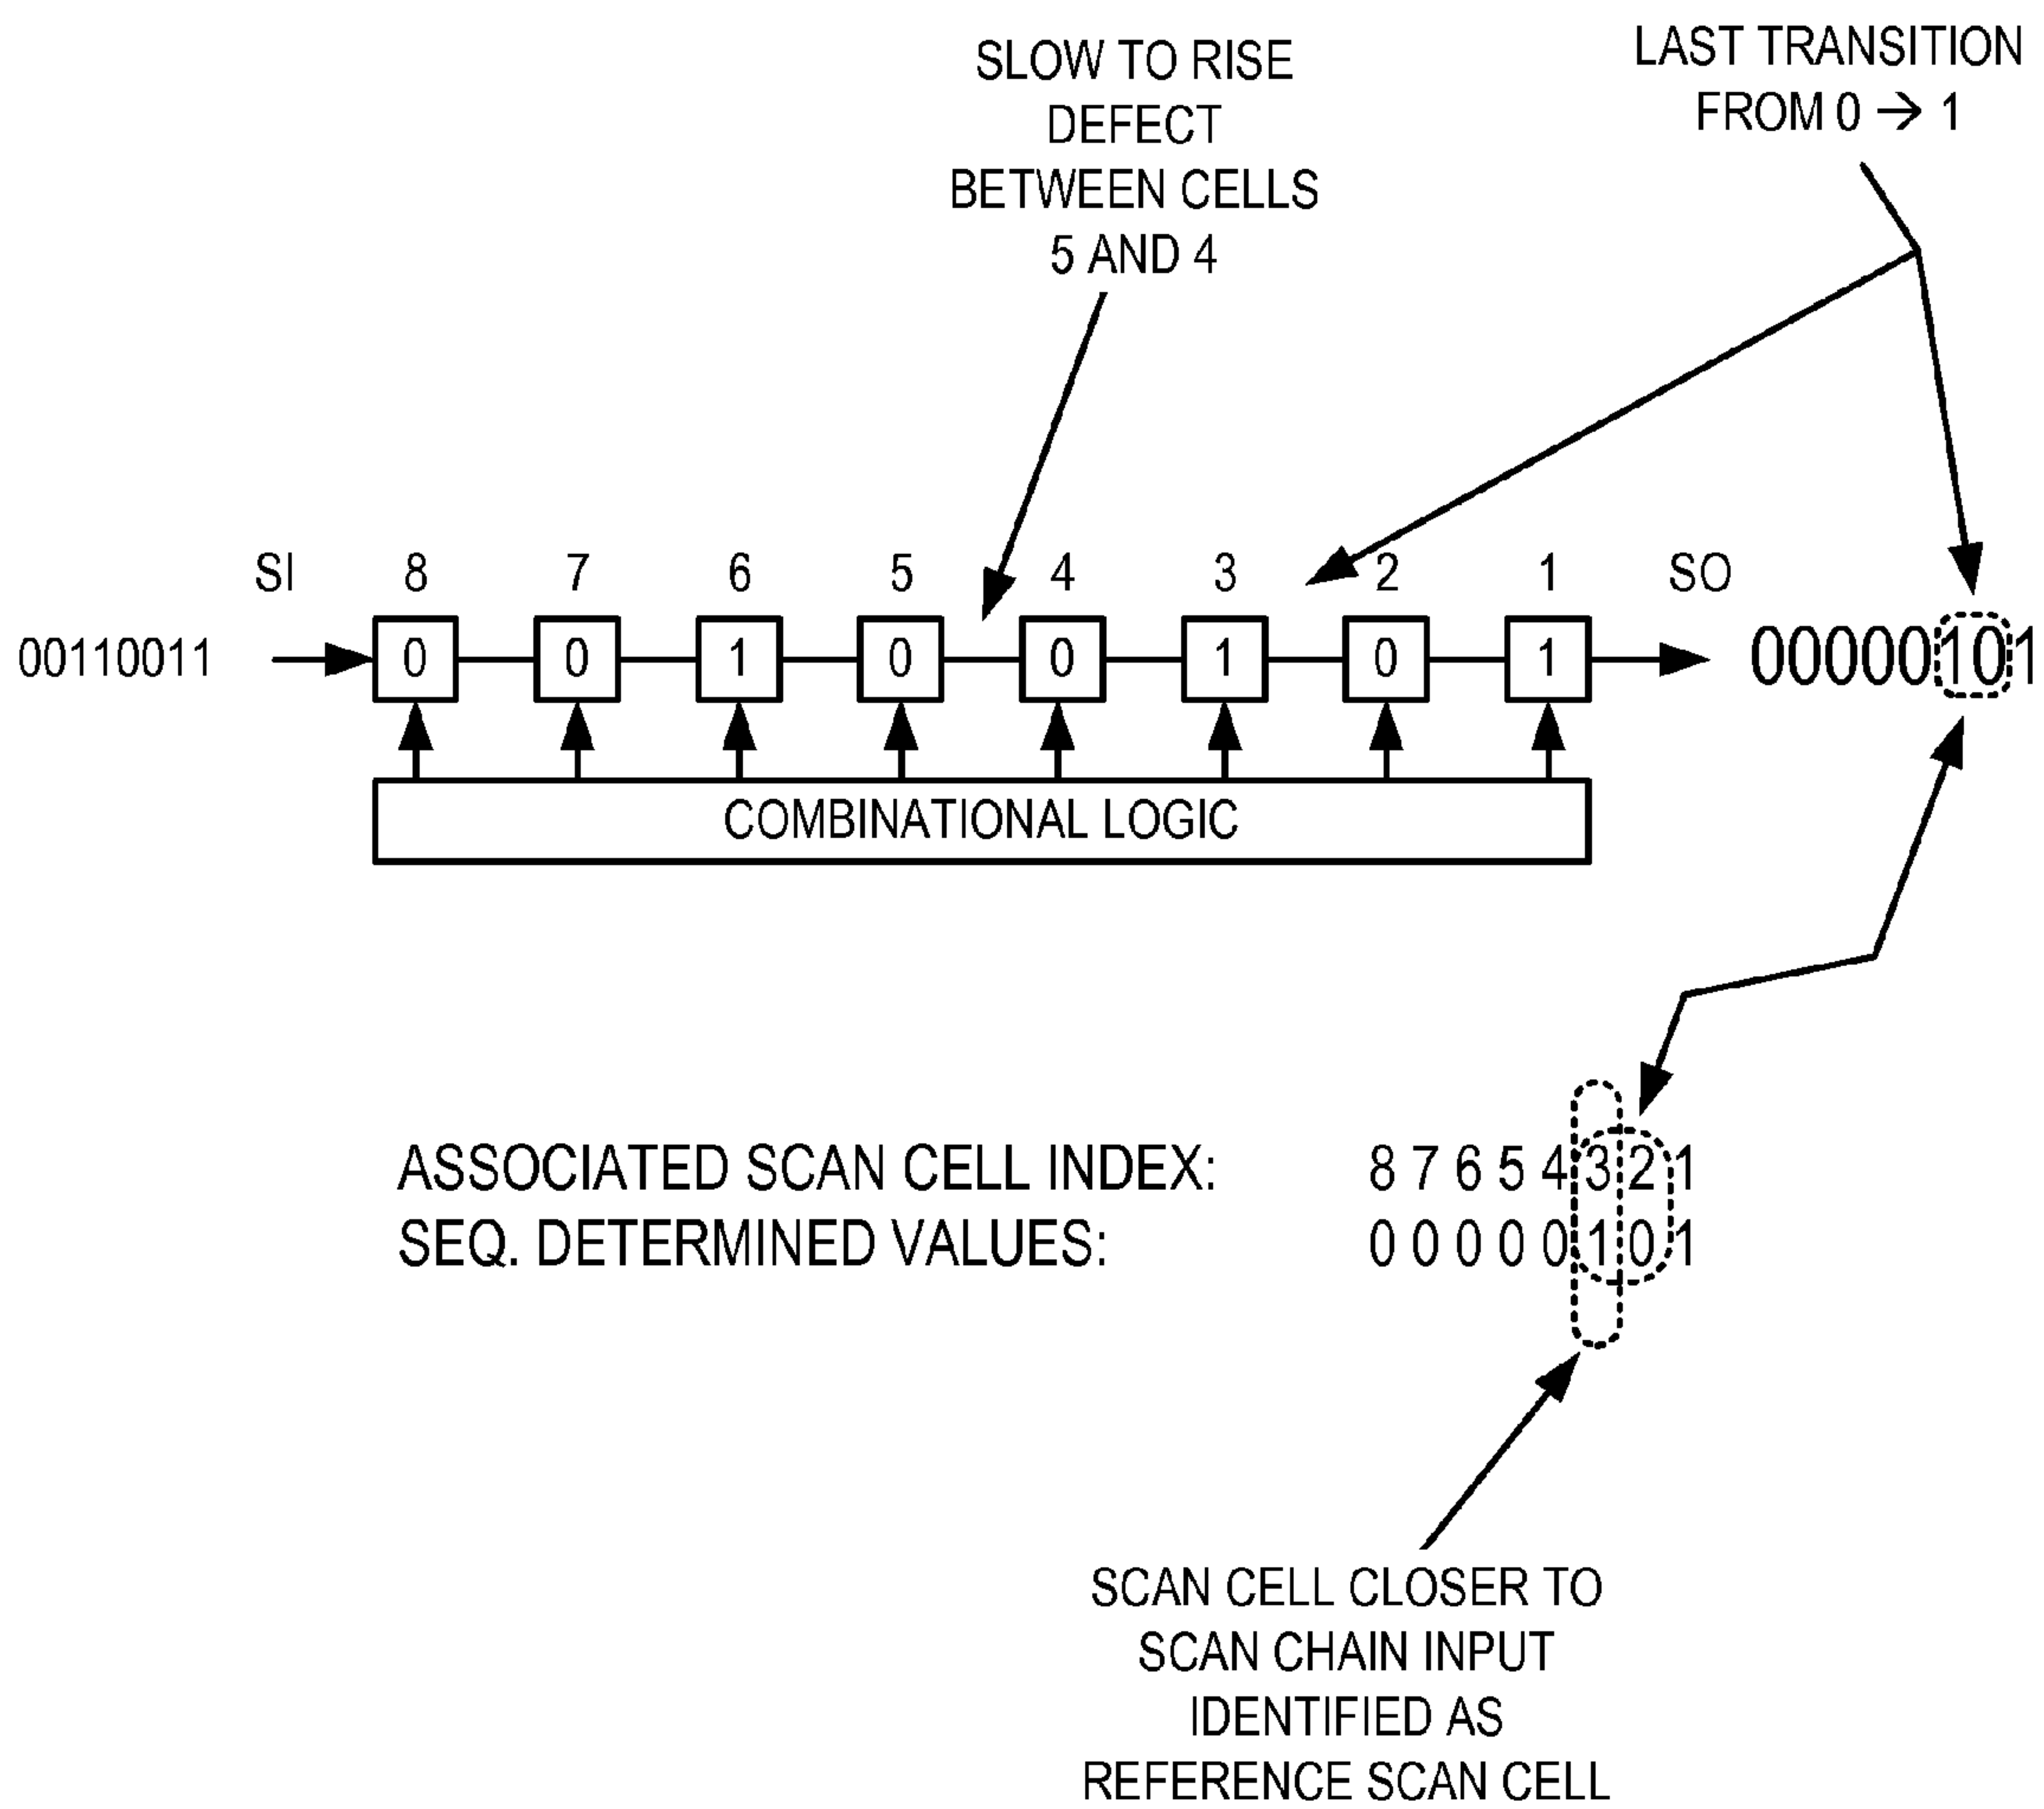 SLOW TO RISE
DEFECT
BETWEEN CELLS
5 AND 4
LAST TRANSITION
FROM 0 → 1
SI 8 7 6 5 4 3 2 1 SO
00110011 0 0 1 0 0 1 0 1 00000101
COMBINATIONAL LOGIC
ASSOCIATED SCAN CELL INDEX: 8 7 6 5 4 3 2 1
SEQ. DETERMINED VALUES: 0 0 0 0 0 1 0 1
SCAN CELL CLOSER TO
SCAN CHAIN INPUT
IDENTIFIED AS
REFERENCE SCAN CELL